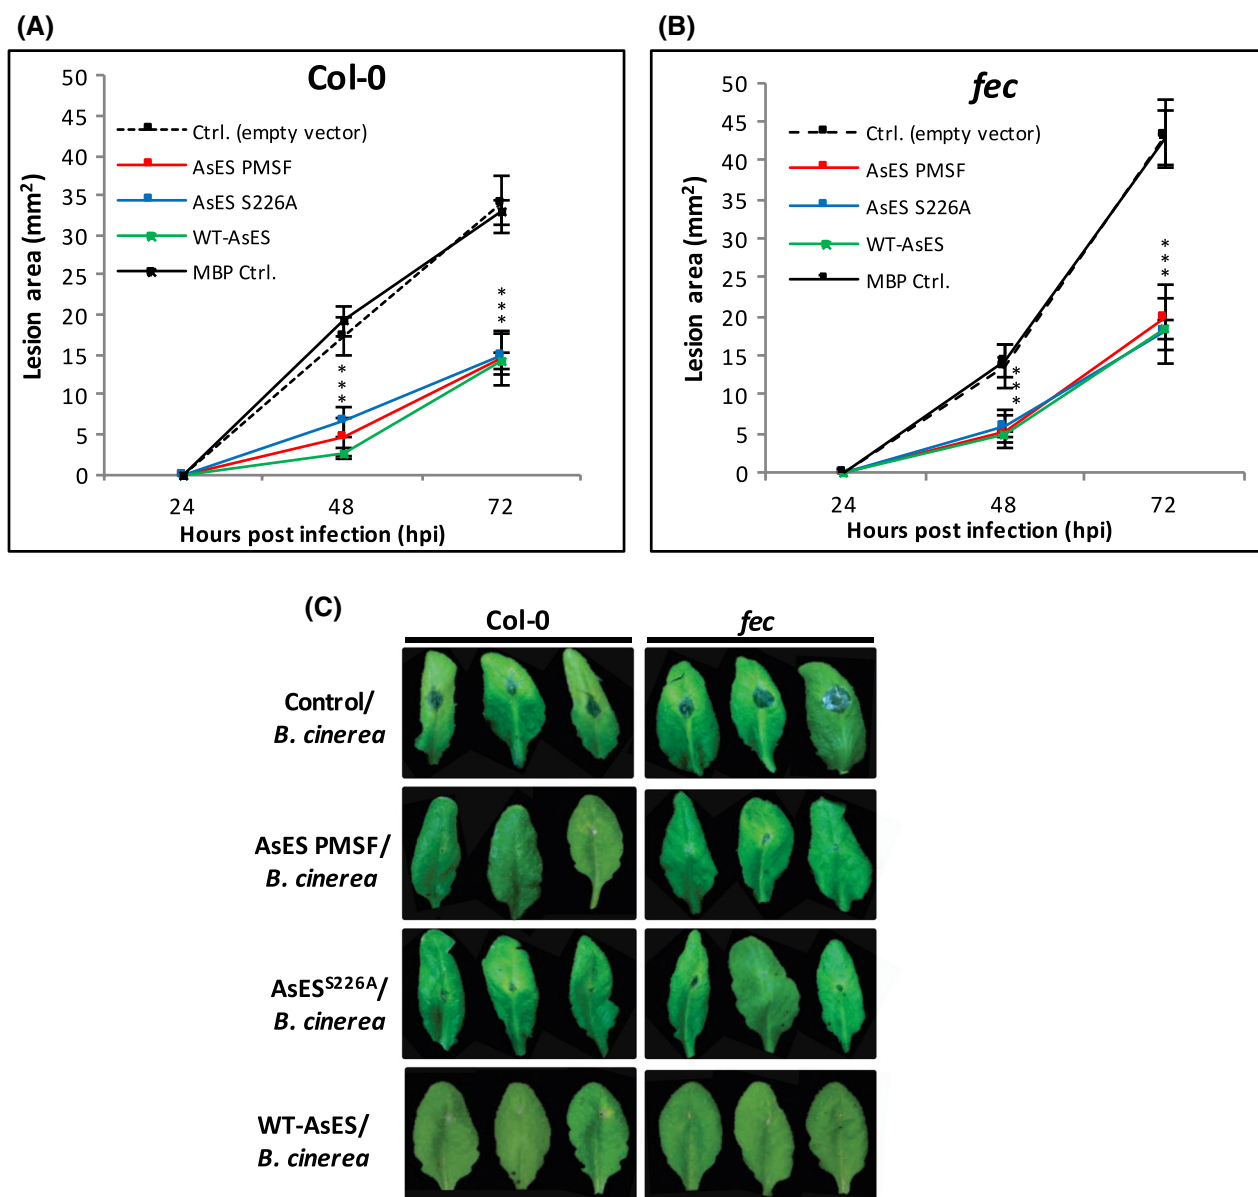 (A)
Col-0
50
45
40
35
30
25
20
15
10
5
0
Lesion area (mm²)
Ctrl. (empty vector)
AsES PMSF
AsES S226A
WT-AsES
MBP Ctrl.
***
***
24 48 72
Hours post infection (hpi)
(B)
fec
50
45
40
35
30
25
20
15
10
5
0
Lesion area (mm²)
Ctrl. (empty vector)
AsES PMSF
AsES S226A
WT-AsES
MBP Ctrl.
***
***
24 48 72
Hours post infection (hpi)
(C)
Col-0 fec
Control/
B. cinerea
AsES PMSF/
B. cinerea
AsES^S226A/
B. cinerea
WT-AsES/
B. cinerea